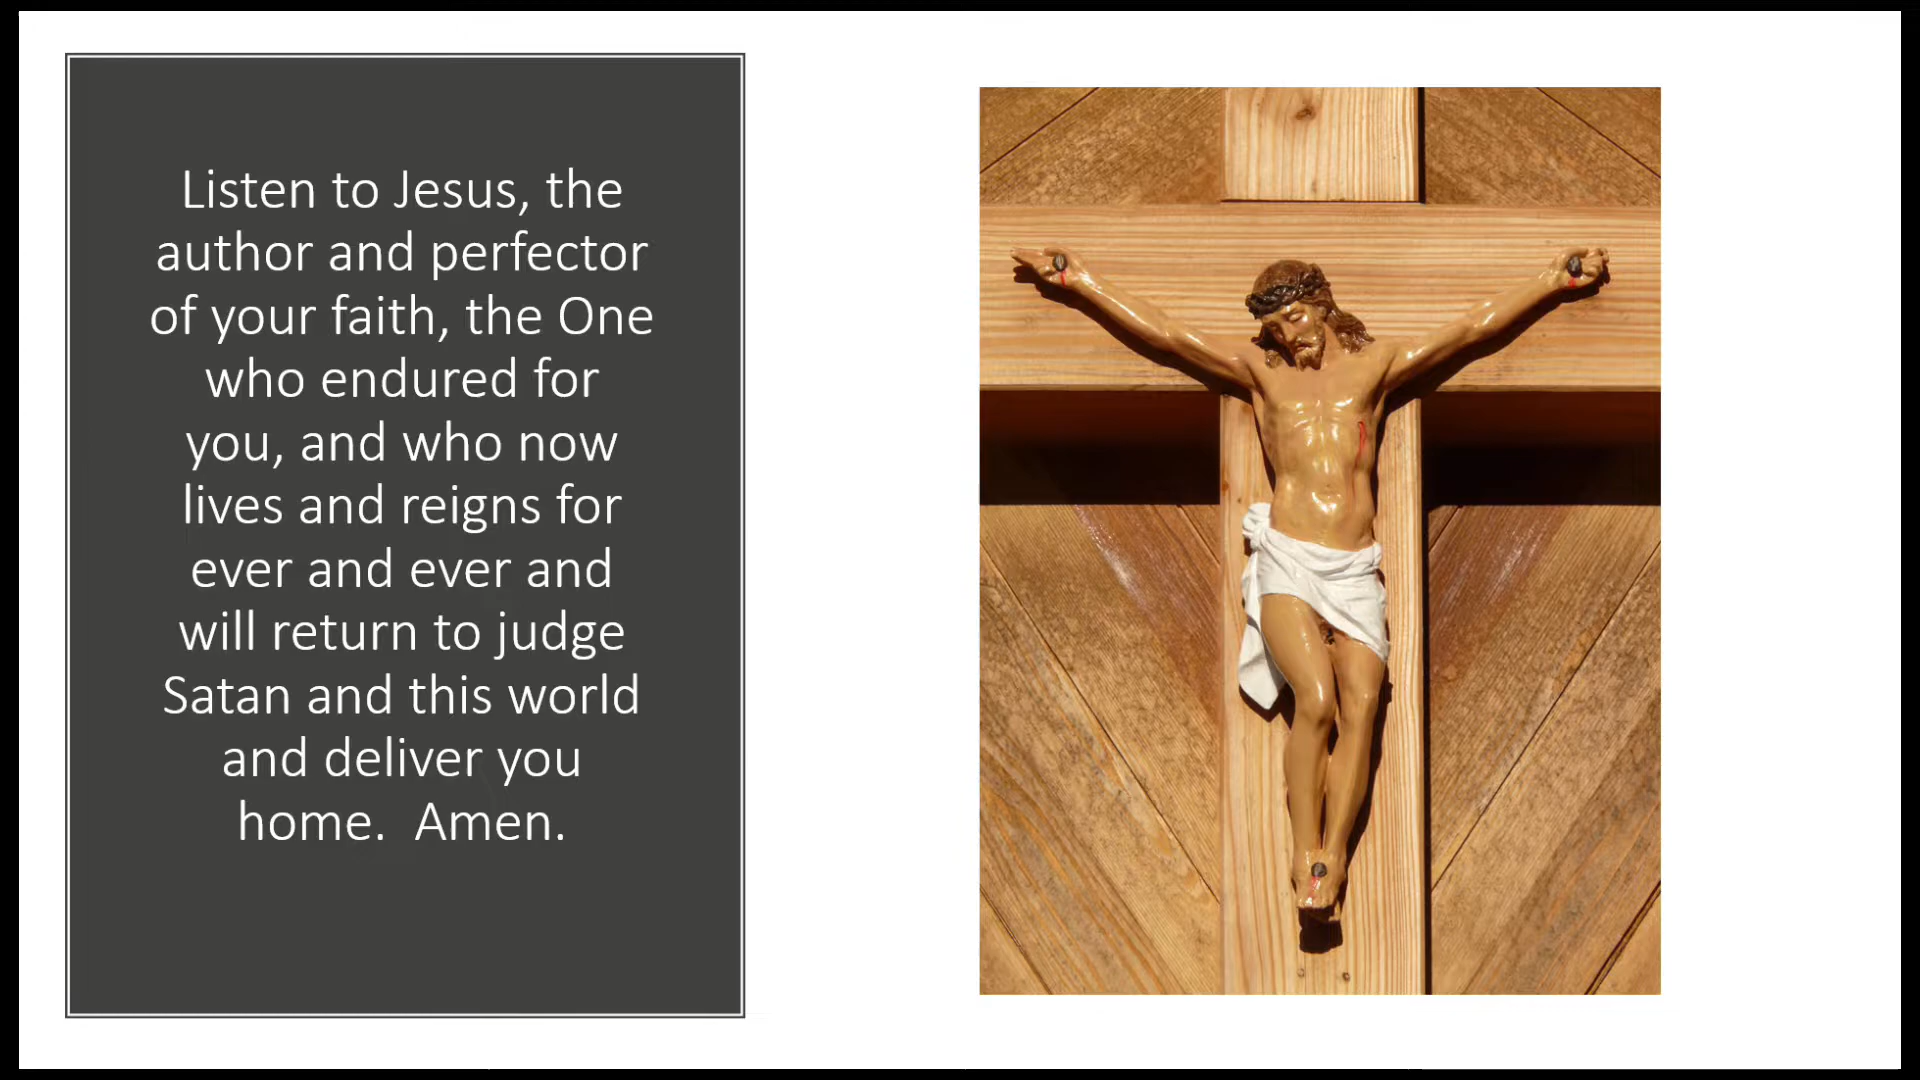 Listen to Jesus, the
author and perfector
of your faith, the One
who endured for
you, and who now
lives and reigns for
ever and ever and
will return to judge
Satan and this world
and deliver you
home.  Amen.